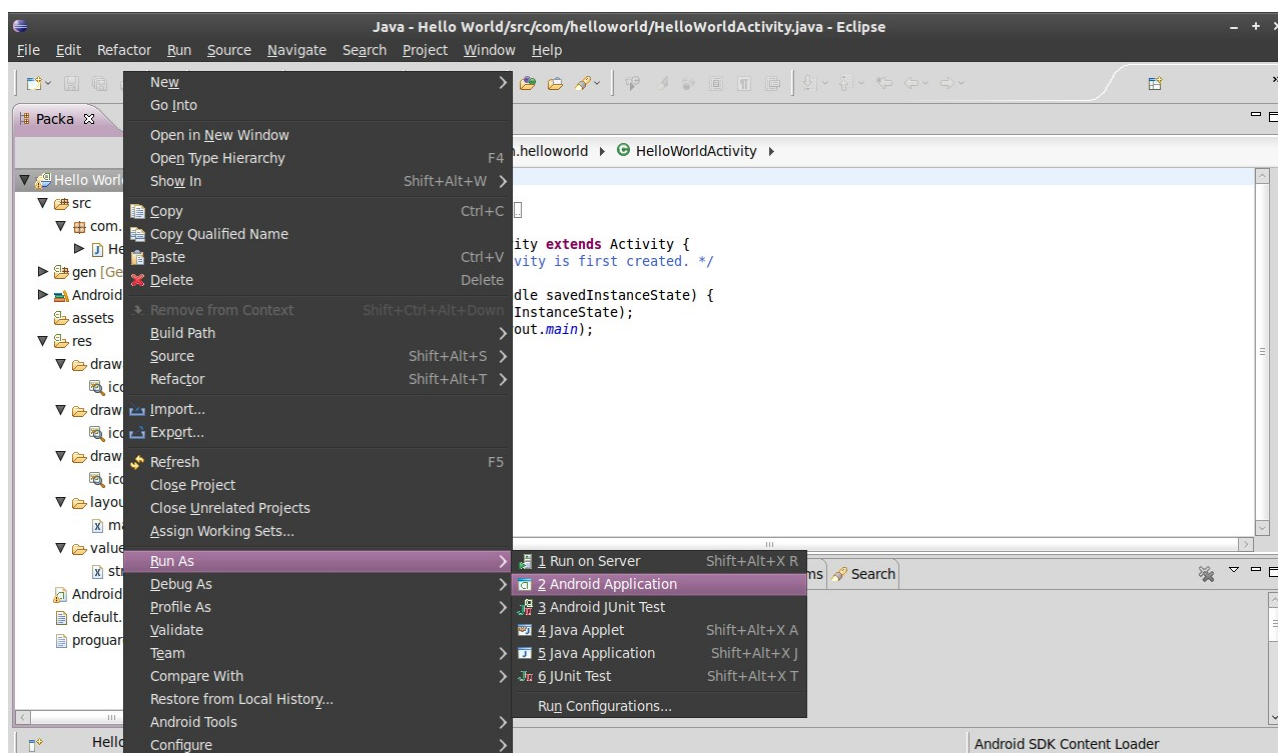 Java - Hello World/src/com/helloworld/HelloWorldActivity.java - Eclipse
File Edit Refactor Run Source Navigate Search Project Window Help
Packa
.helloworld HelloWorldActivity
Hello Worl
src
com.
He
gen [Ge
Android
assets
res
draw
ico
draw
ico
draw
ico
layou
ma
value
str
Android
default.
proguar
New
Go Into
Open in New Window
Open Type Hierarchy F4
Show In Shift+Alt+W
Copy Ctrl+C
Copy Qualified Name
Paste Ctrl+V
Delete Delete
Remove from Context Shift+Ctrl+Alt+Down
Build Path
Source Shift+Alt+S
Refactor Shift+Alt+T
Import...
Export...
Refresh F5
Close Project
Close Unrelated Projects
Assign Working Sets...
Run As
Debug As
Profile As
Validate
Team
Compare With
Restore from Local History...
Android Tools
Configure
ity extends Activity {
vity is first created. */
dle savedInstanceState) {
InstanceState);
out.main);
1 Run on Server Shift+Alt+X R
2 Android Application
3 Android JUnit Test
4 Java Applet Shift+Alt+X A
5 Java Application Shift+Alt+X J
6 JUnit Test Shift+Alt+X T
Run Configurations...
ms Search
Hello
Android SDK Content Loader